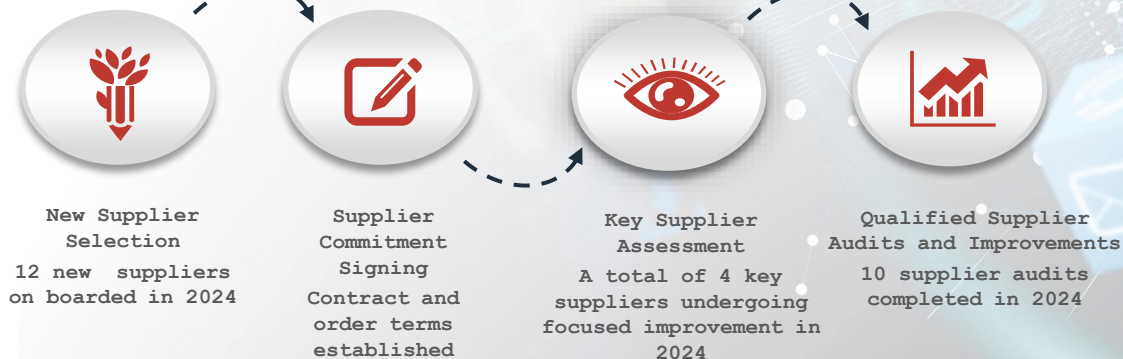 New Supplier
Selection
12 new  suppliers
on boarded in 2024
Supplier
Commitment
Signing
Contract and
order terms
established
Key Supplier
Assessment
A total of 4 key
suppliers undergoing
focused improvement in
2024
Qualified Supplier
Audits and Improvements
10 supplier audits
completed in 2024